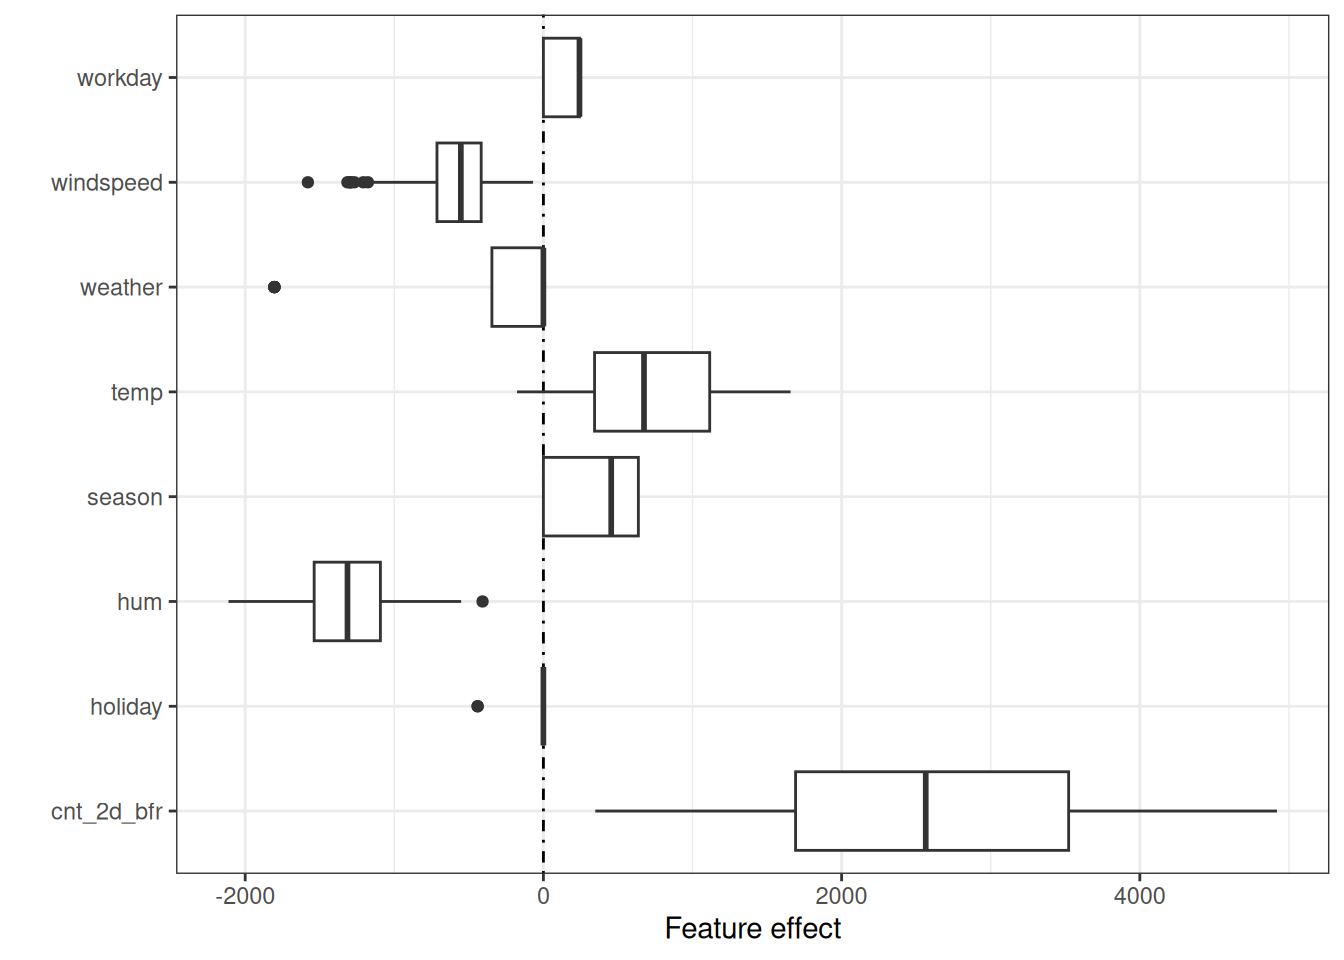 workday
windspeed
weather
temp
season
hum
holiday
cnt_2d_bfr
-2000 0 2000 4000
Feature effect